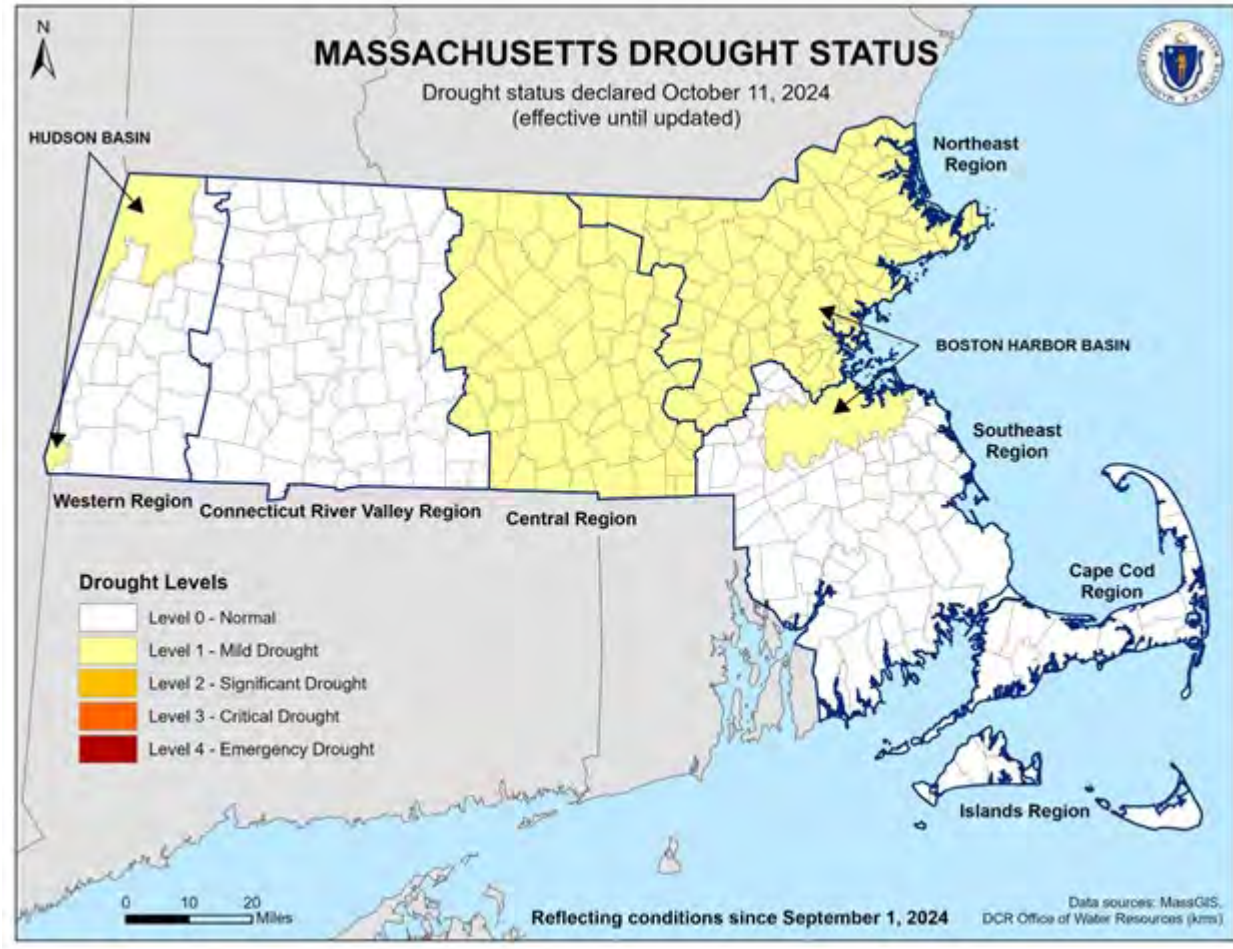 N
MASSACHUSETTS DROUGHT STATUS
Drought status declared October 11, 2024
(effective until updated)
HUDSON BASIN
Northeast
Region
BOSTON HARBOR BASIN
Southeast
Region
Western Region
Connecticut River Valley Region
Central Region
Cape Cod
Region
Drought Levels
Level 0 - Normal
Level 1 - Mild Drought
Level 2 - Significant Drought
Level 3 - Critical Drought
Level 4 - Emergency Drought
Islands Region
0 10 20
Miles
Reflecting conditions since September 1, 2024
Data sources: MassGIS,
DCR Office of Water Resources (kms)